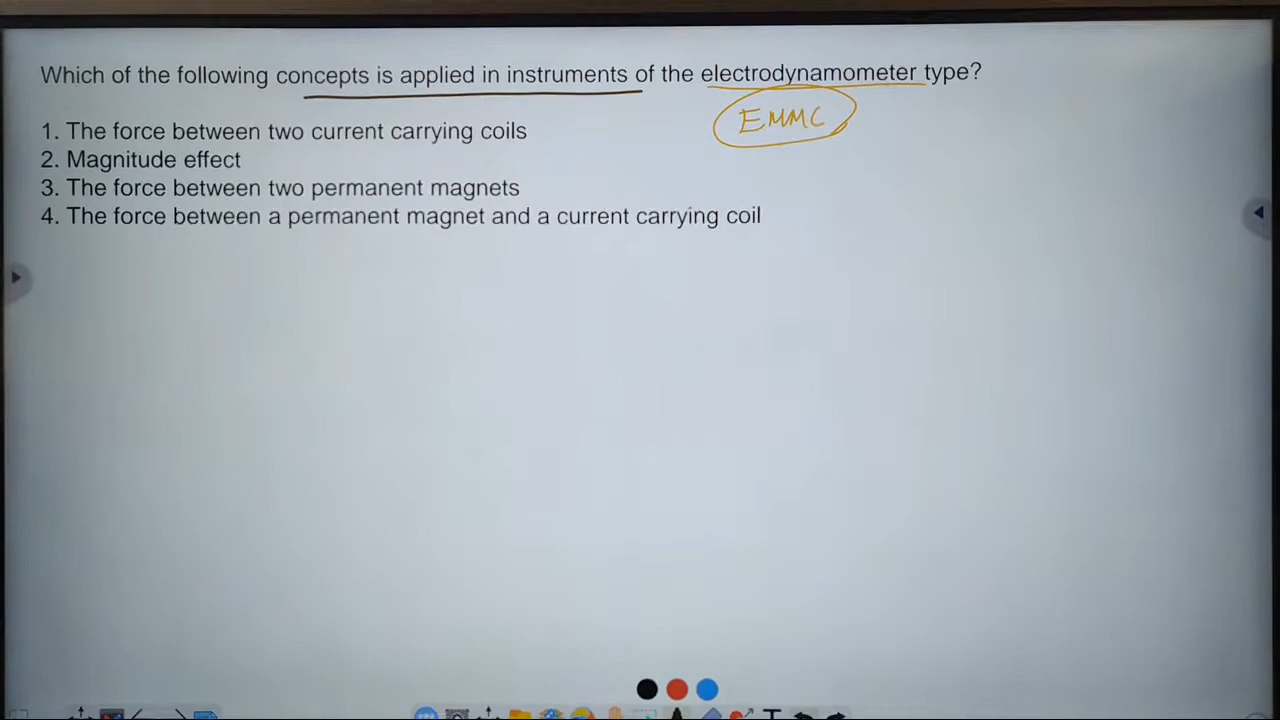 Which of the following concepts is applied in instruments of the electrodynamometer type?
EMMC
1. The force between two current carrying coils
2. Magnitude effect
3. The force between two permanent magnets
4. The force between a permanent magnet and a current carrying coil